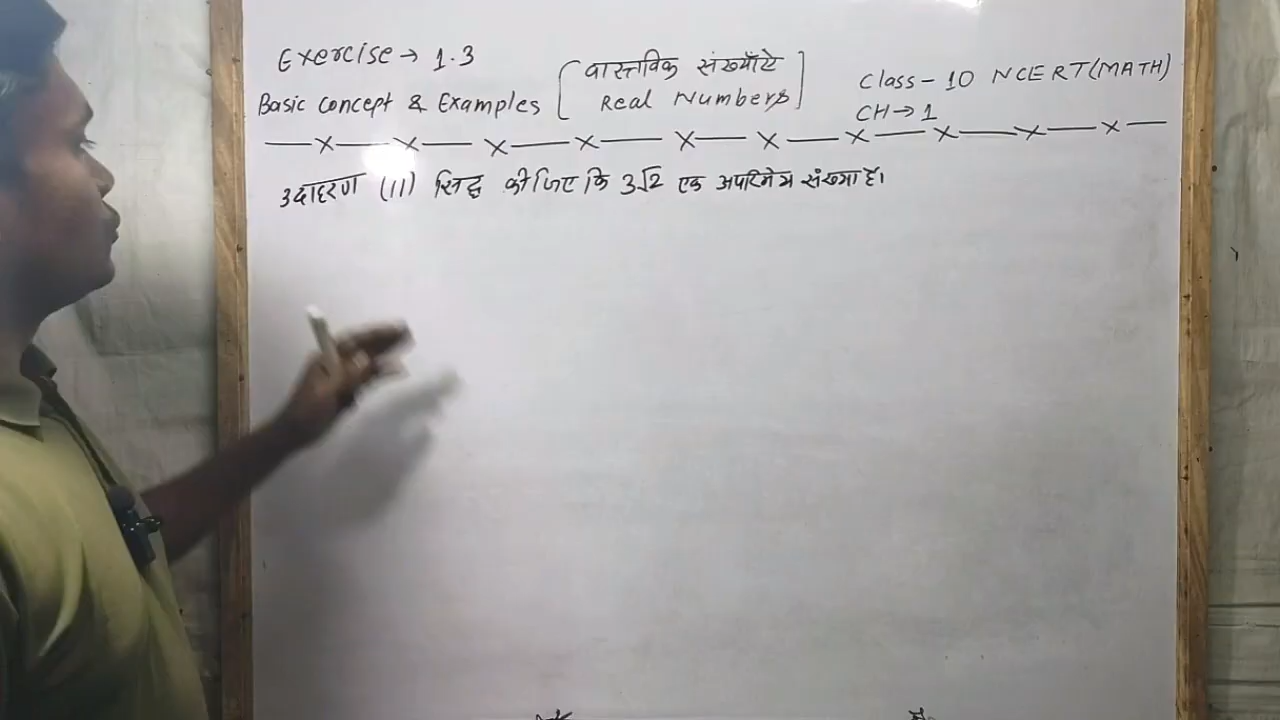 Exercise → 1.3
Basic concept & Examples
[वास्तविक संख्याँऐ
Real Numbers]
Class - 10 NCERT(MATH)
CH → 1
उदाहरण (11) सिद्ध कीजिए कि 3√2 एक अपरिमेय संख्या है।